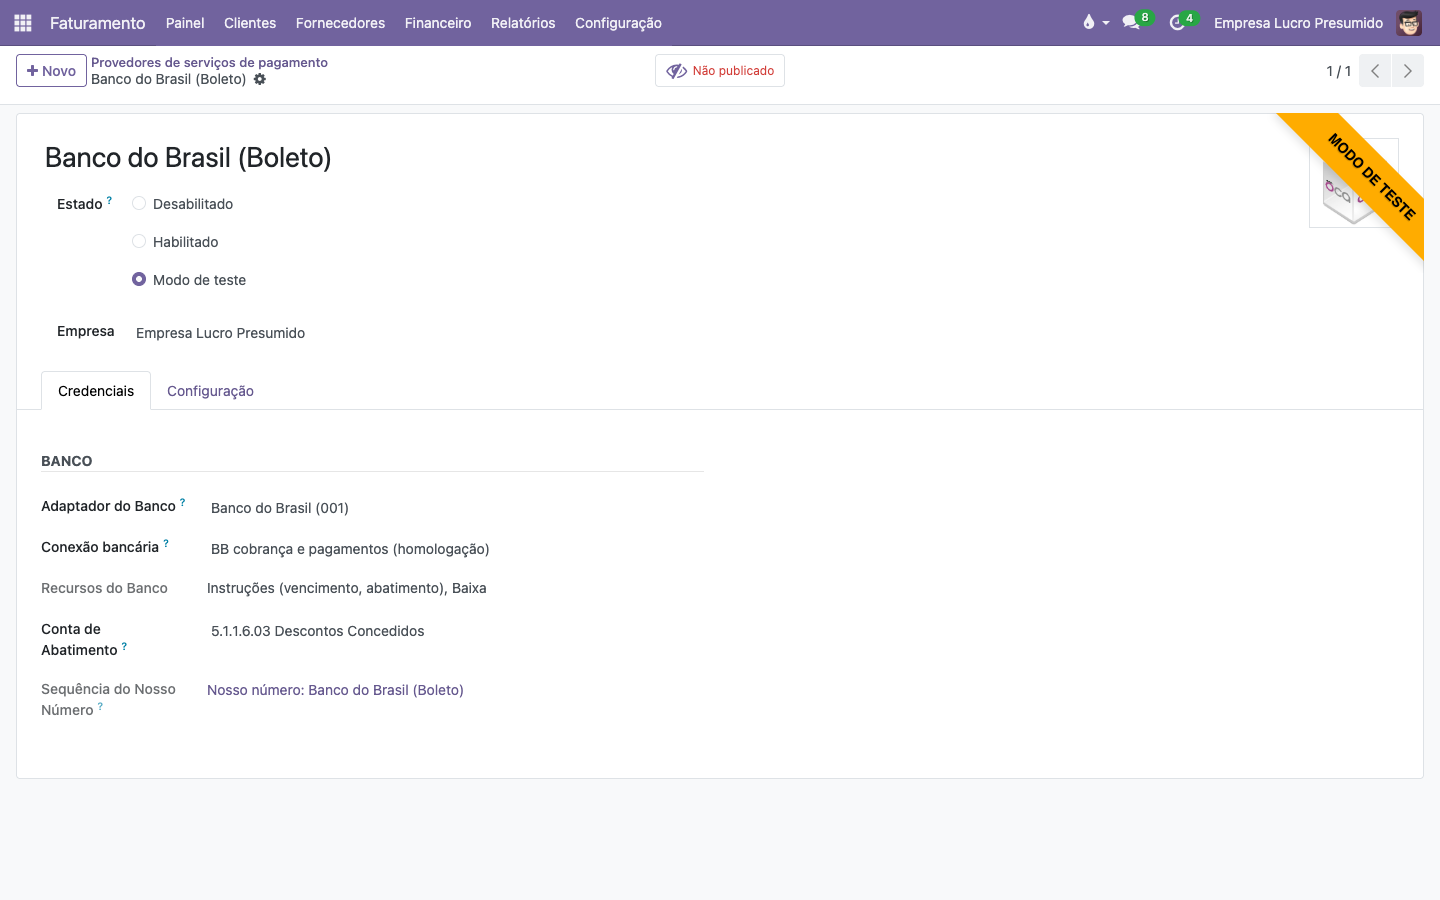 Faturamento Painel Clientes Fornecedores Financeiro Relatórios Configuração 8 4 Empresa Lucro Presumido
Novo
Provedores de serviços de pagamento
Banco do Brasil (Boleto)
Não publicado
1 / 1
MODO DE TESTE
Banco do Brasil (Boleto)
Estado ?
Desabilitado
Habilitado
Modo de teste
Empresa Empresa Lucro Presumido
Credenciais Configuração
BANCO
Adaptador do Banco ? Banco do Brasil (001)
Conexão bancária ? BB cobrança e pagamentos (homologação)
Recursos do Banco Instruções (vencimento, abatimento), Baixa
Conta de
Abatimento ?
5.1.1.6.03 Descontos Concedidos
Sequência do Nosso
Número ?
Nosso número: Banco do Brasil (Boleto)